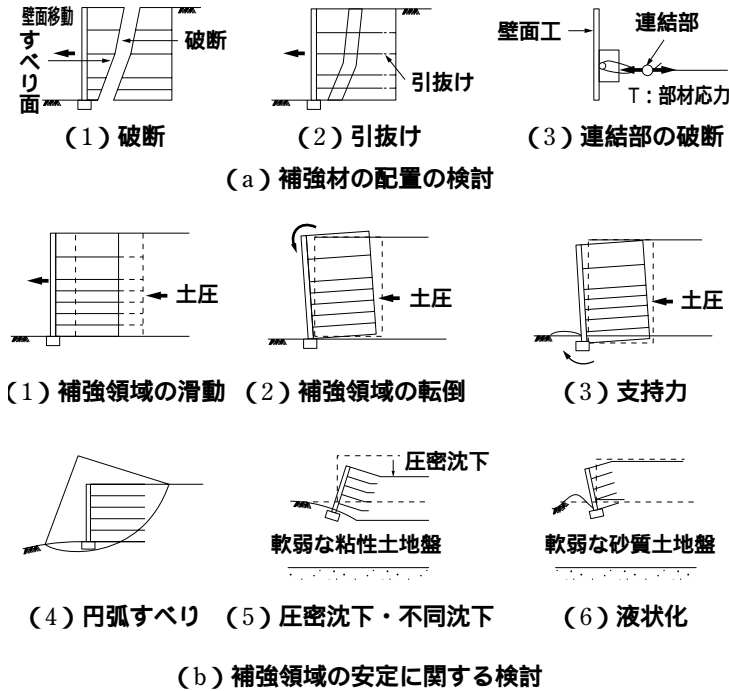 壁面移動
すべり面
破断
引抜け
壁面工
連結部
T：部材応力
（1）破断
（2）引抜け
（3）連結部の破断
（a）補強材の配置の検討
土圧
土圧
土圧
（1）補強領域の滑動
（2）補強領域の転倒
（3）支持力
圧密沈下
軟弱な粘性土地盤
軟弱な砂質土地盤
（4）円弧すべり
（5）圧密沈下・不同沈下
（6）液状化
（b）補強領域の安定に関する検討